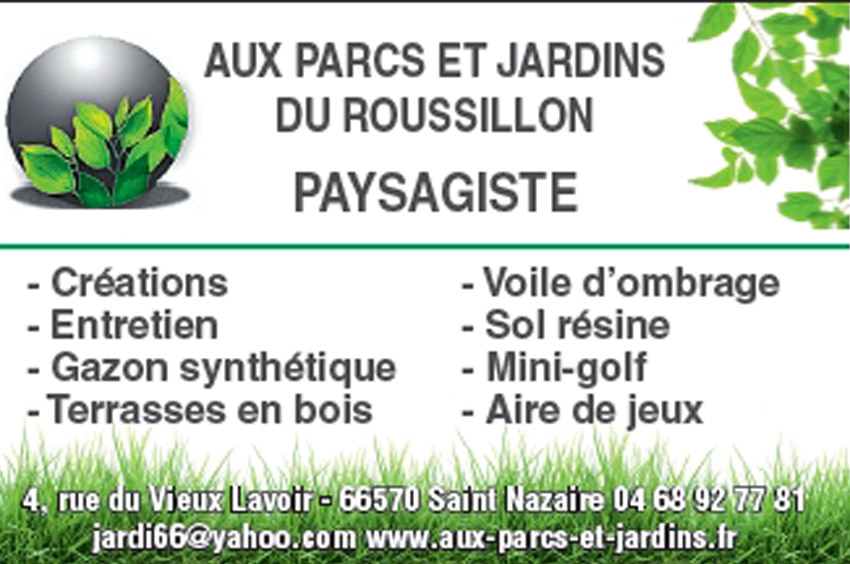 AUX PARCS ET JARDINS
DU ROUSSILLON
PAYSAGISTE
- Créations
- Entretien
- Gazon synthétique
- Terrasses en bois
- Voile d'ombrage
- Sol résine
- Mini-golf
- Aire de jeux
4, rue du Vieux Lavoir - 66570 Saint Nazaire 04 68 92 77 81
jardi66@yahoo.com www.aux-parcs-et-jardins.fr